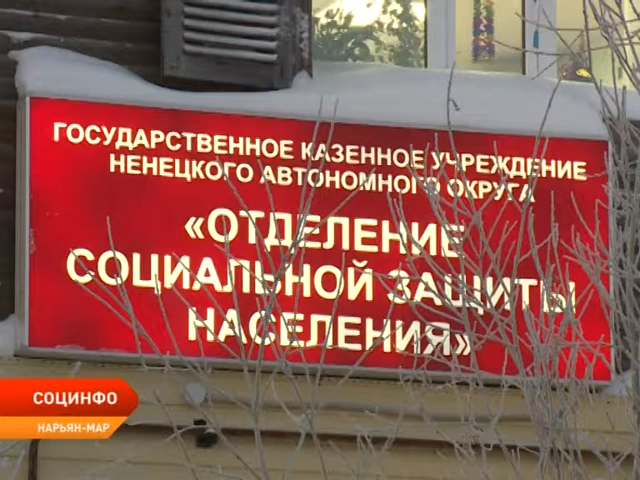 ГОСУДАРСТВЕННОЕ КАЗЕННОЕ УЧРЕЖДЕНИЕ
НЕНЕЦКОГО АВТОНОМНОГО ОКРУГА
«ОТДЕЛЕНИЕ
СОЦИАЛЬНОЙ ЗАЩИТЫ
НАСЕЛЕНИЯ»
СОЦИНФО
НАРЬЯН-МАР